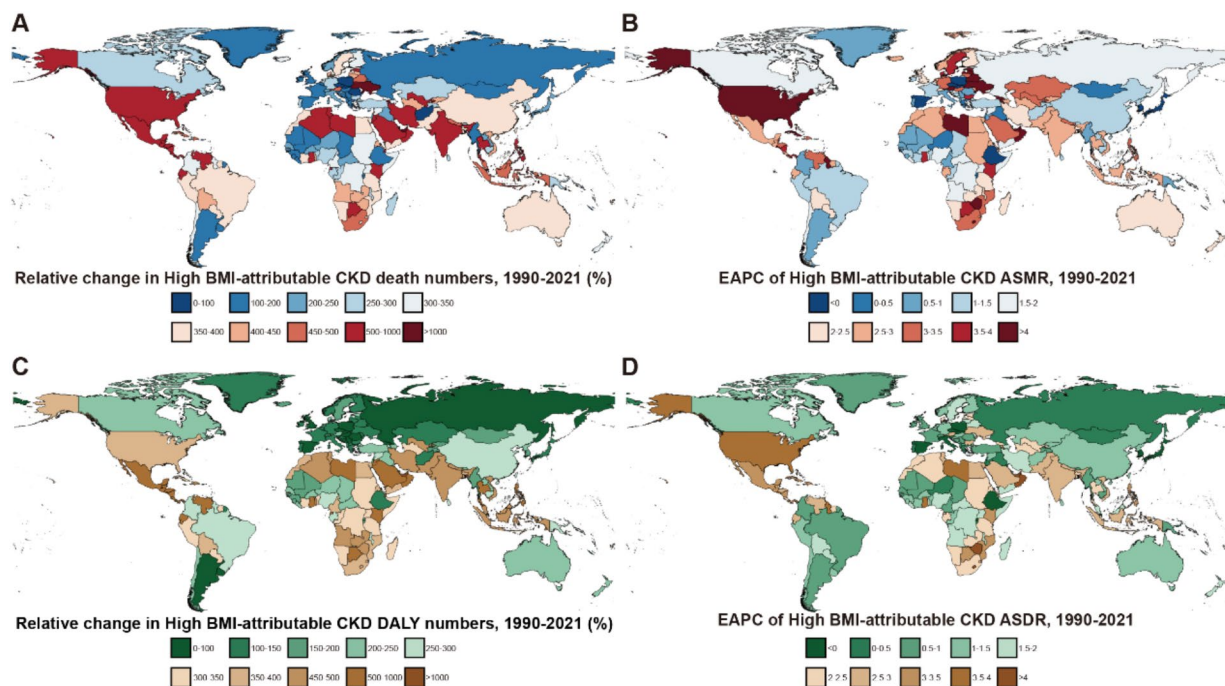 A
B
Relative change in High BMI-attributable CKD death numbers, 1990-2021 (%)
0-100 100-200 200-250 250-300 300-350
350-400 400-450 450-500 500-1000 >1000
EAPC of High BMI-attributable CKD ASMR, 1990-2021
<0 0-0.5 0.5-1 1-1.5 1.5-2
2-2.5 2.5-3 3-3.5 3.5-4 >4
C
D
Relative change in High BMI-attributable CKD DALY numbers, 1990-2021 (%)
0-100 100-150 150-200 200-250 250-300
300-350 350-400 450-500 500-1000 >1000
EAPC of High BMI-attributable CKD ASDR, 1990-2021
<0 0-0.5 0.5-1 1-1.5 1.5-2
2-2.5 2.5-3 3-3.5 3.5-4 >4